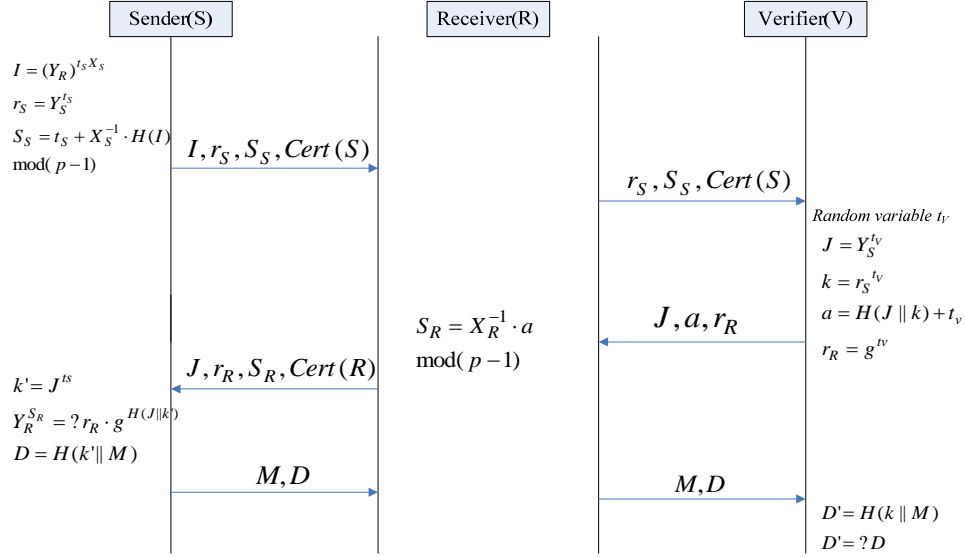 Sender(S)
Receiver(R)
Verifier(V)
I = (Y_R)^{t_S X_S}
r_S = Y_S^{t_S}
S_S = t_S + X_S^{-1} · H(I)
mod( p − 1)
I, r_S, S_S, Cert(S)
r_S, S_S, Cert(S)
Random variable t_V
J = Y_S^{t_V}
k = r_S^{t_V}
a = H(J || k) + t_v
r_R = g^{tv}
J, a, r_R
S_R = X_R^{-1} · a
mod( p − 1)
J, r_R, S_R, Cert(R)
k' = J^{ts}
Y_R^{S_R} = ? r_R · g^{H(J||k')}
D = H(k' || M)
M, D
M, D
D' = H(k || M)
D' = ? D